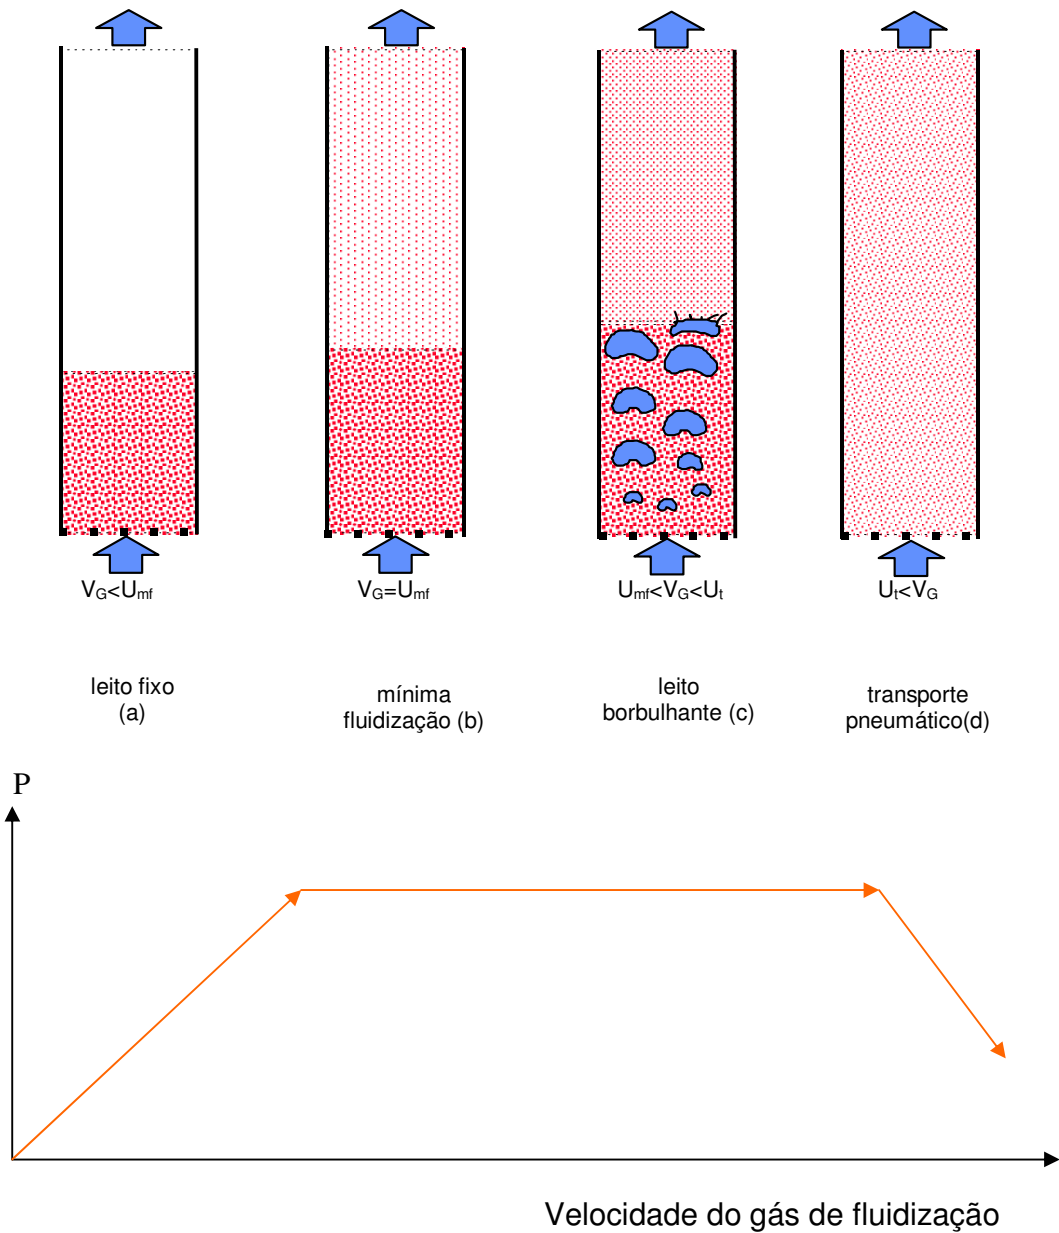 V_G<U_mf
V_G=U_mf
U_mf<V_G<U_t
U_t<V_G
leito fixo
(a)
mínima
fluidização (b)
leito
borbulhante (c)
transporte
pneumático(d)
P
Velocidade do gás de fluidização